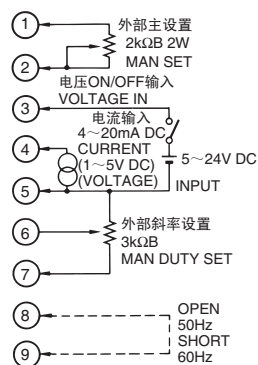 1
外部主设置
2kΩB 2W
2
MAN SET
电压ON/OFF输入
3
VOLTAGE IN
电流输入
4~20mA DC
4
CURRENT
(1~5V DC)
5~24V DC
(VOLTAGE)
5
INPUT
外部斜率设置
6
3kΩB
MAN DUTY SET
7
8
OPEN
50Hz
SHORT
9
60Hz